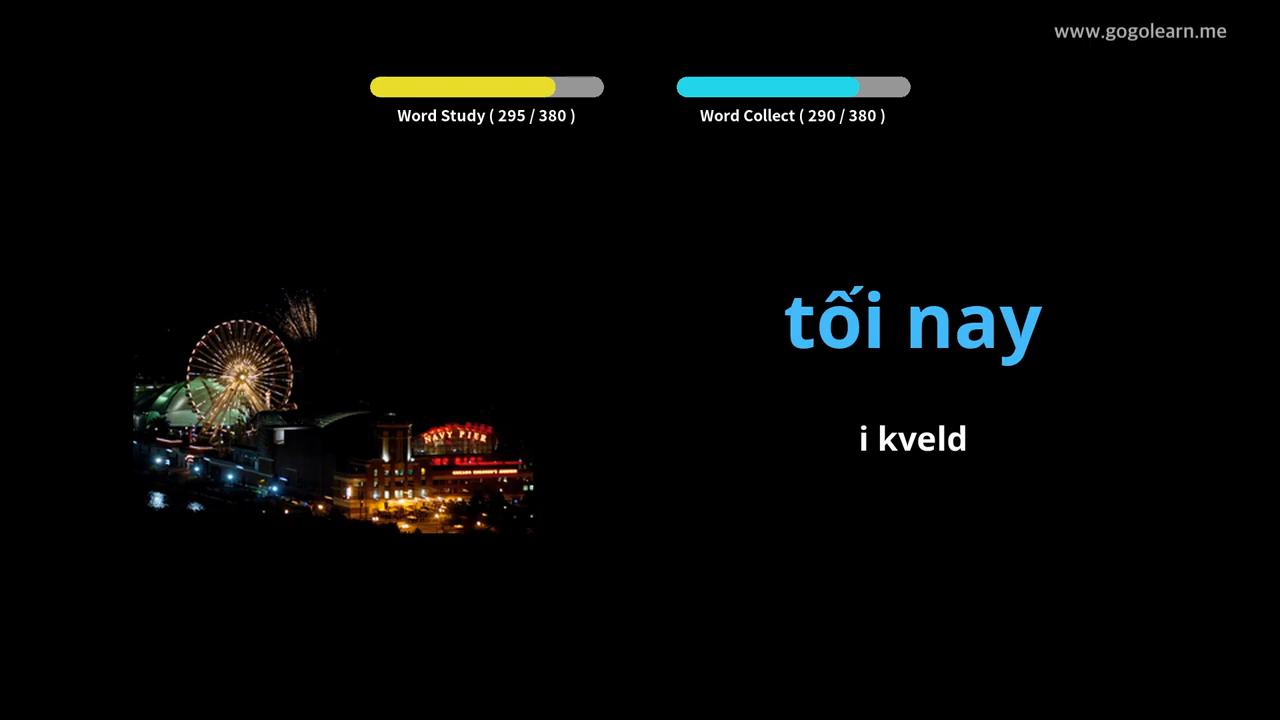 www.gogolearn.me
Word Study ( 295 / 380 )
Word Collect ( 290 / 380 )
tối nay
i kveld
NAVY PIER